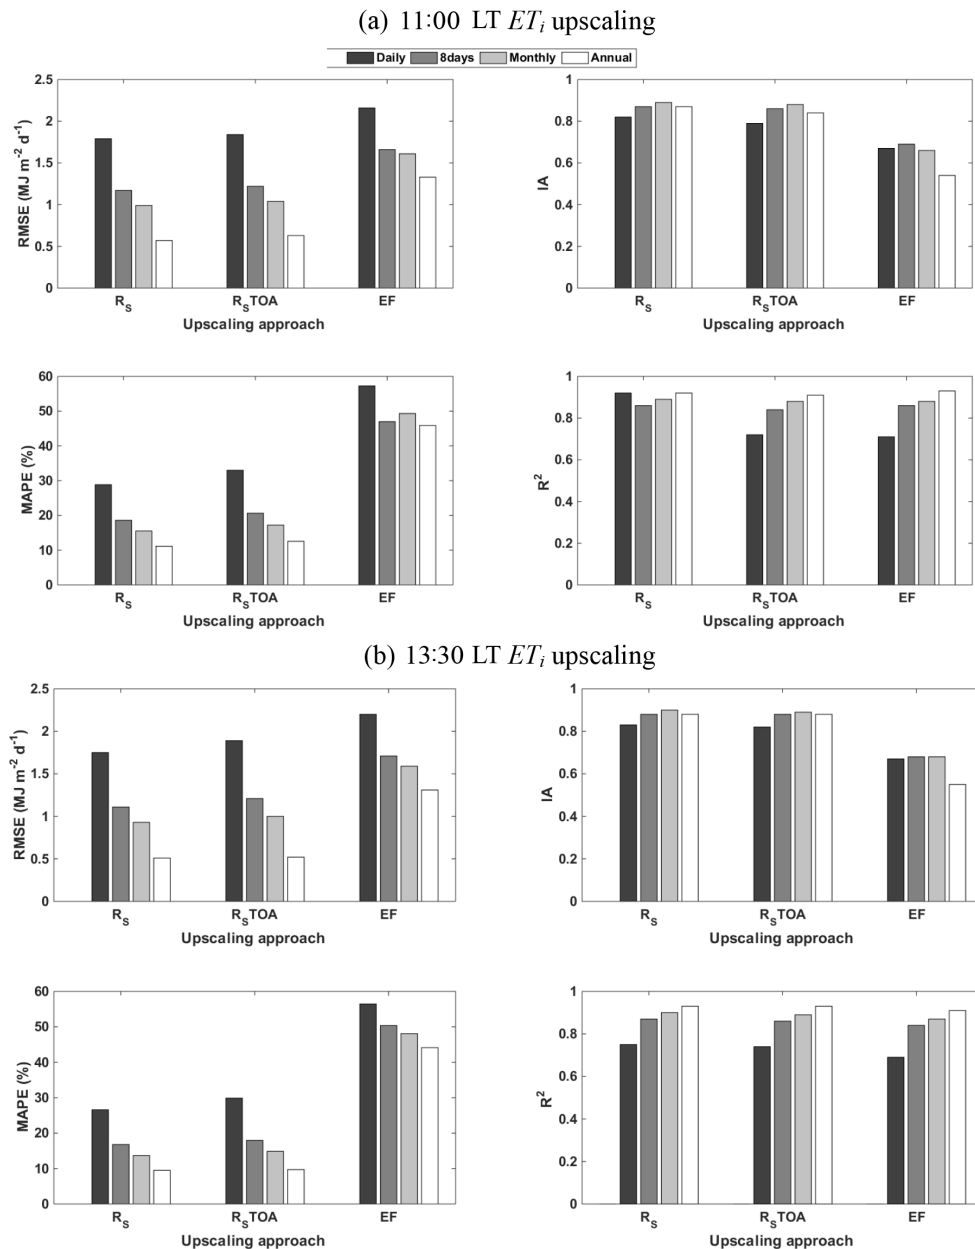 (a) 11:00 LT ETi upscaling
Daily 8days Monthly Annual
2.5
2
1.5
1
0.5
0
RMSE (MJ m-2 d-1)
RS RSTOA EF
Upscaling approach
1
0.8
0.6
0.4
0.2
0
IA
RS RSTOA EF
Upscaling approach
60
50
40
30
20
10
0
MAPE (%)
RS RSTOA EF
Upscaling approach
1
0.8
0.6
0.4
0.2
0
R2
RS RSTOA EF
Upscaling approach
(b) 13:30 LT ETi upscaling
2.5
2
1.5
1
0.5
0
RMSE (MJ m-2 d-1)
RS RSTOA EF
Upscaling approach
1
0.8
0.6
0.4
0.2
0
IA
RS RSTOA EF
Upscaling approach
60
50
40
30
20
10
0
MAPE (%)
RS RSTOA EF
Upscaling approach
1
0.8
0.6
0.4
0.2
0
R2
RS RSTOA EF
Upscaling approach